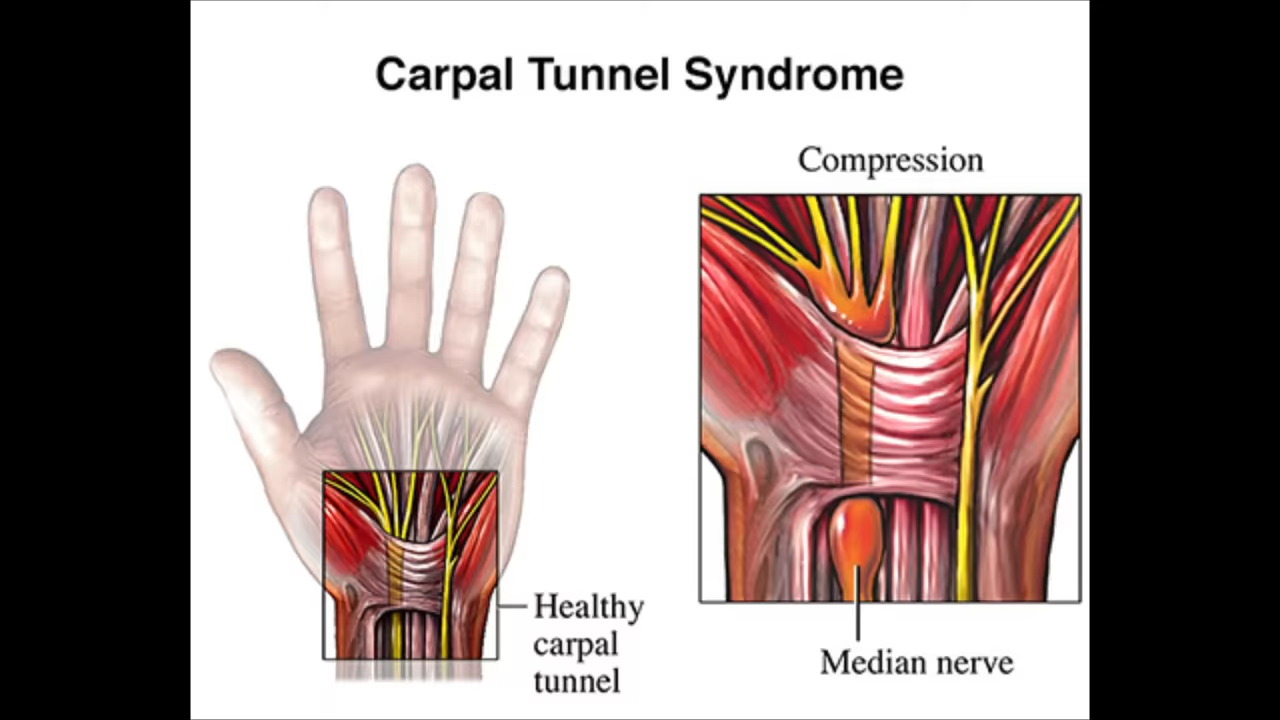 Carpal Tunnel Syndrome
Compression
Healthy
carpal
tunnel
Median nerve